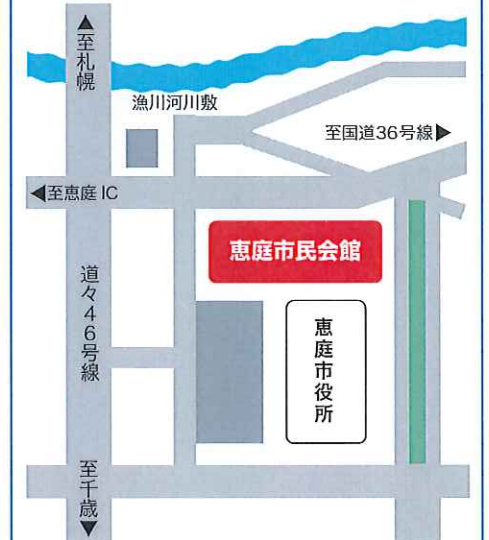 ▲至札幌
漁川河川敷
至国道36号線▶
◀至恵庭IC
恵庭市民会館
道々46号線
恵庭市役所
至千歳▼